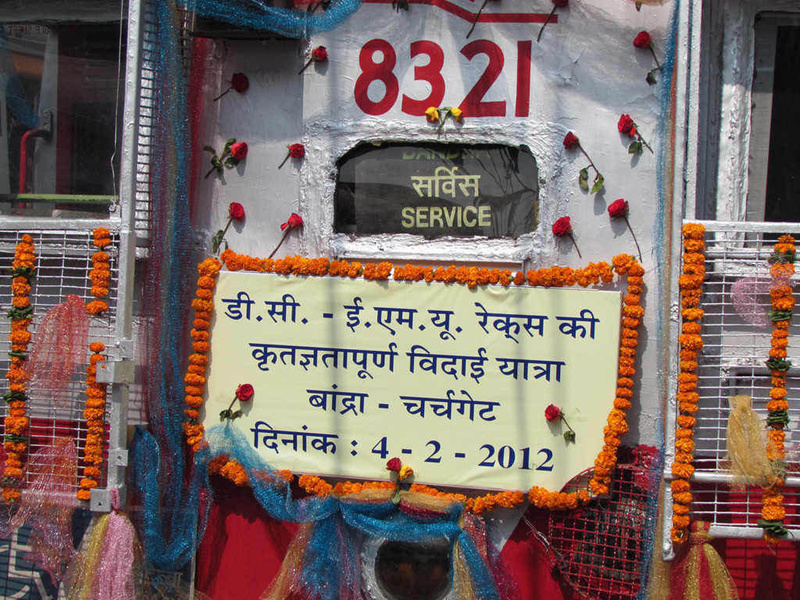 8321
सर्विस
SERVICE
डी.सी. - ई.एम.यू. रेक्स की
कृतज्ञतापूर्ण विदाई यात्रा
बांद्रा - चर्चगेट
दिनांक : 4 - 2 - 2012